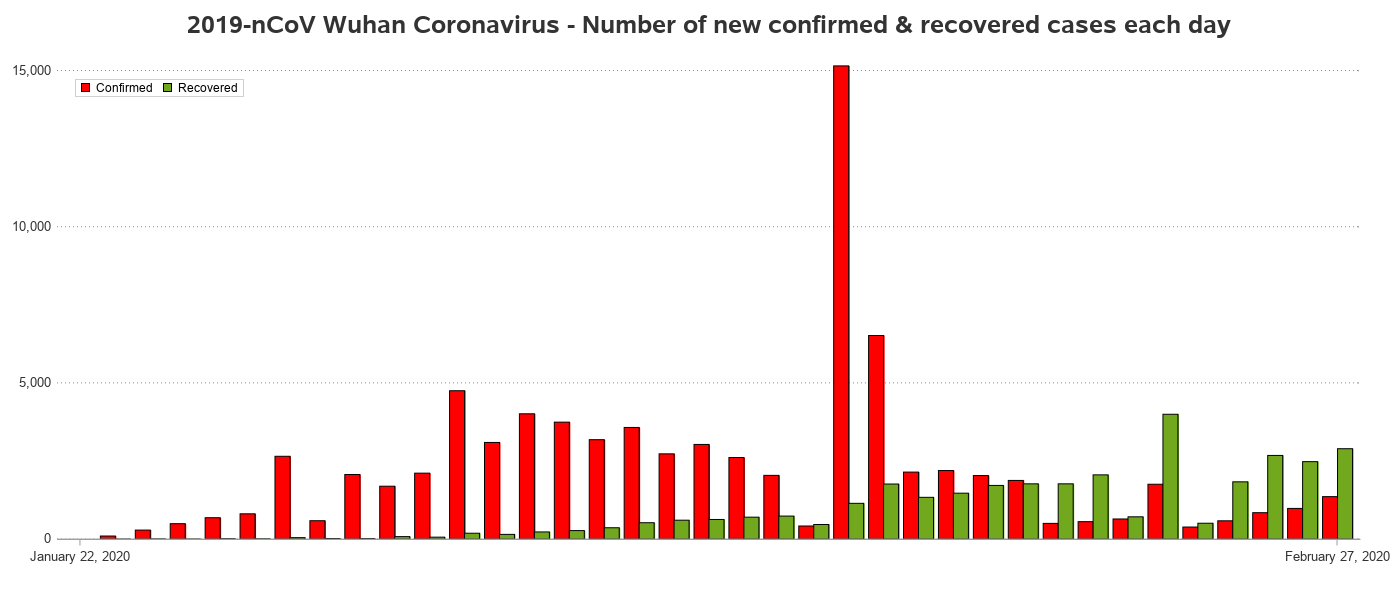 2019-nCoV Wuhan Coronavirus - Number of new confirmed & recovered cases each day
15,000
Confirmed Recovered
10,000
5,000
0
January 22, 2020 February 27, 2020